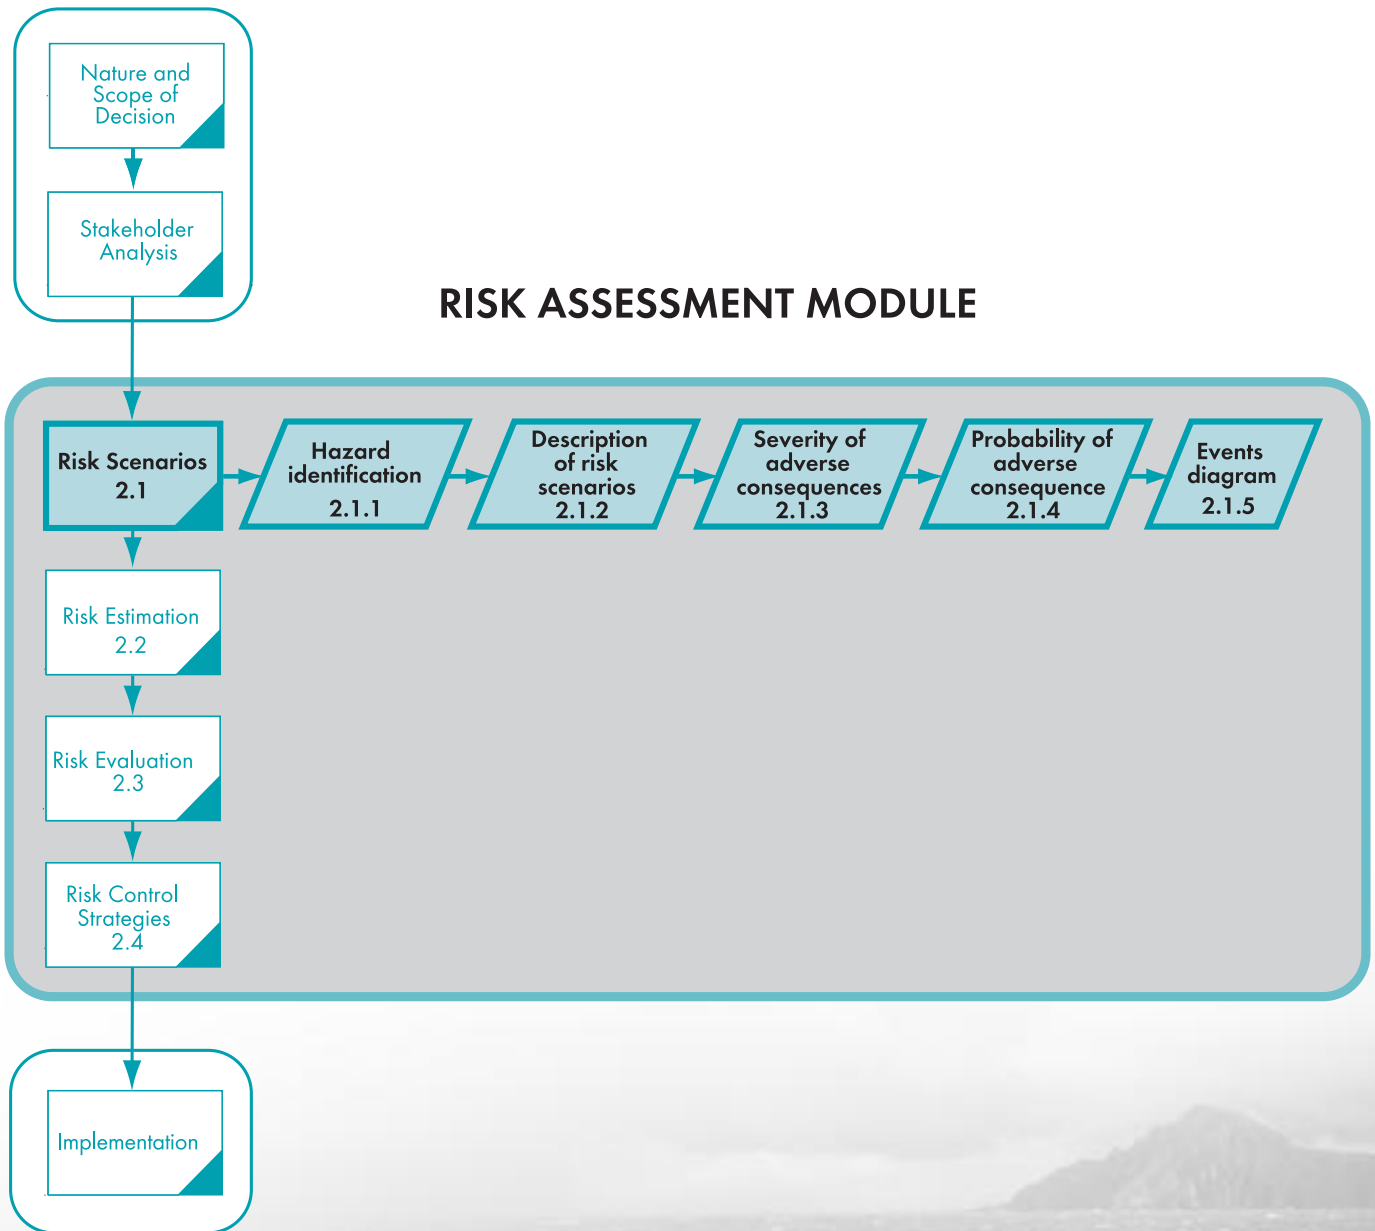 Nature and
Scope of
Decision
Stakeholder
Analysis
RISK ASSESSMENT MODULE
Risk Scenarios
2.1
Hazard
identification
2.1.1
Description
of risk
scenarios
2.1.2
Severity of
adverse
consequences
2.1.3
Probability of
adverse
consequence
2.1.4
Events
diagram
2.1.5
Risk Estimation
2.2
Risk Evaluation
2.3
Risk Control
Strategies
2.4
Implementation